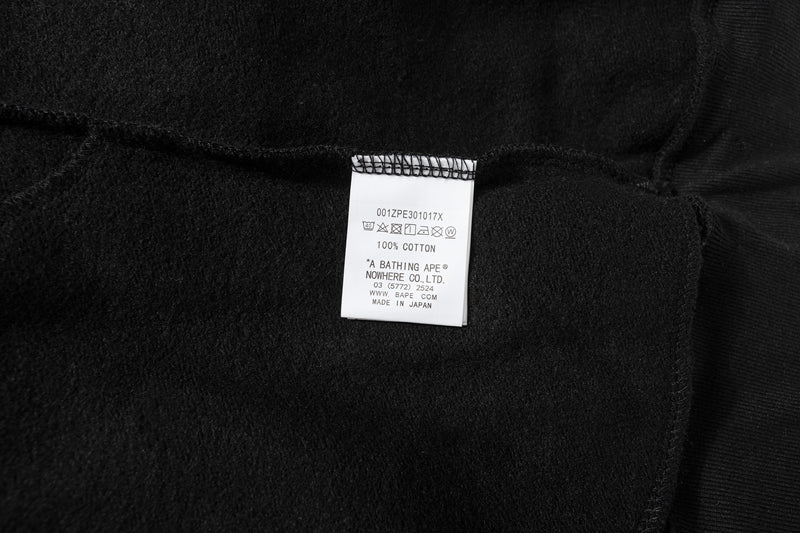 001ZPE301017X
100% COTTON
"A BATHING APE®
NOWHERE CO., LTD.
03 (5772) 2524
WWW. BAPE. COM
MADE IN JAPAN